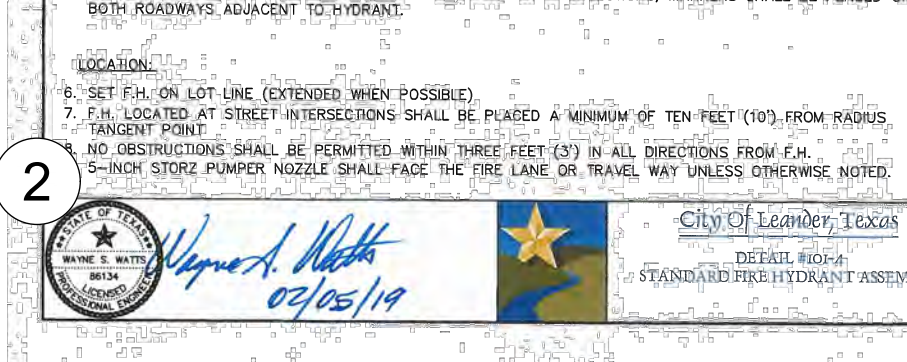 BOTH ROADWAYS ADJACENT TO HYDRANT.
LOCATION:
6. SET F.H. ON LOT LINE (EXTENDED WHEN POSSIBLE)
7. F.H. LOCATED AT STREET INTERSECTIONS SHALL BE PLACED A MINIMUM OF TEN FEET (10') FROM RADIUS
TANGENT POINT
8. NO OBSTRUCTIONS SHALL BE PERMITTED WITHIN THREE FEET (3') IN ALL DIRECTIONS FROM F.H.
5-INCH STORZ PUMPER NOZZLE SHALL FACE THE FIRE LANE OR TRAVEL WAY UNLESS OTHERWISE NOTED.
2
STATE OF TEXAS
WAYNE S. WATTS
86134
LICENSED
PROFESSIONAL ENGINEER
Wayne S. Watts
02/05/19
City Of Leander, Texas
DETAIL #101-4
STANDARD FIRE HYDRANT ASSEM